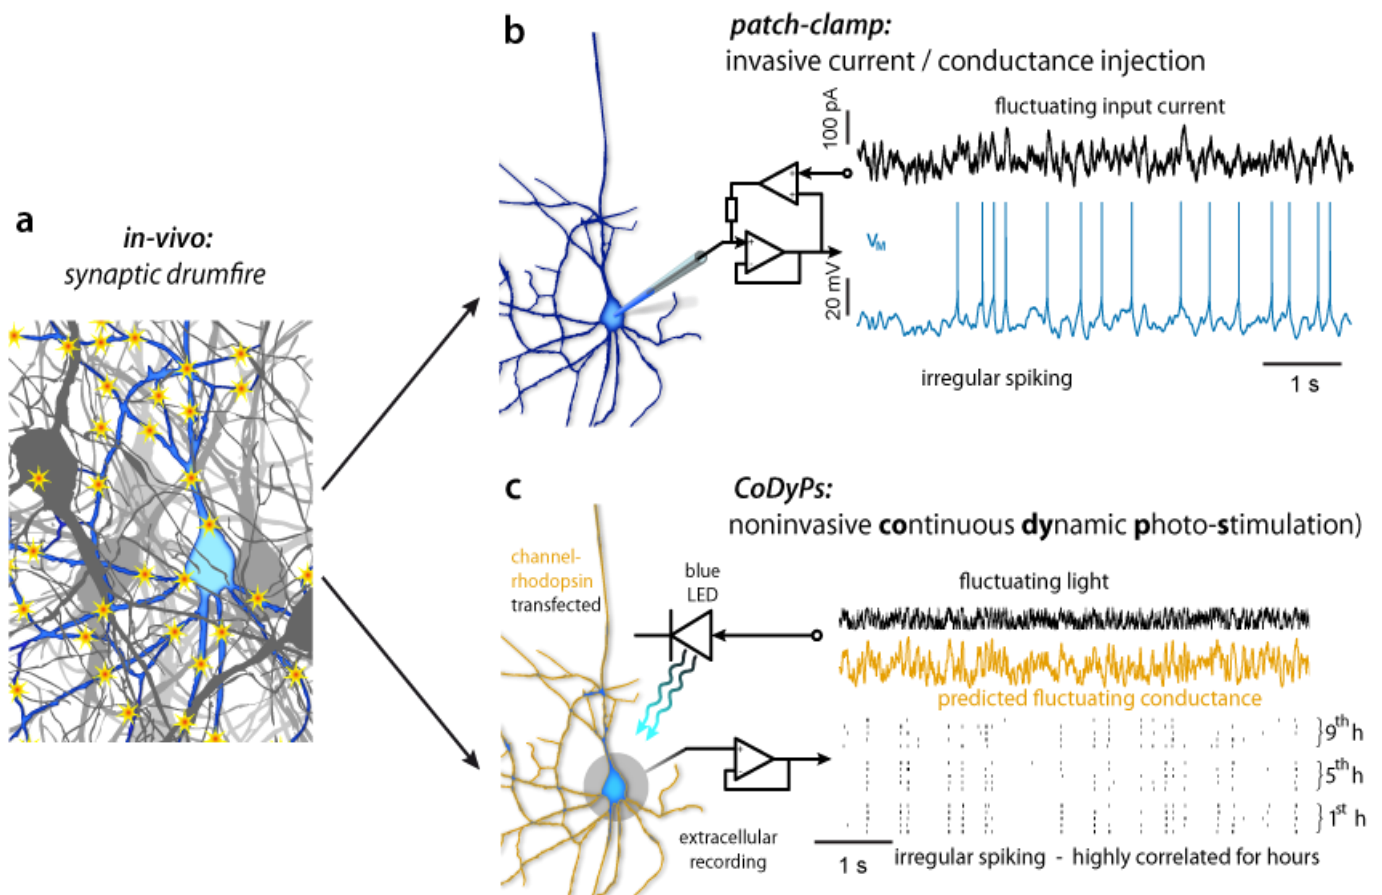 a
in-vivo:
synaptic drumfire
b
patch-clamp:
invasive current / conductance injection
100 pA
fluctuating input current
VM
20 mV
irregular spiking
1 s
c
CoDyPs:
noninvasive continuous dynamic photo-stimulation)
channel-
rhodopsin
transfected
blue
LED
fluctuating light
predicted fluctuating conductance
}9th h
}5th h
}1st h
extracellular
recording
1 s
irregular spiking - highly correlated for hours